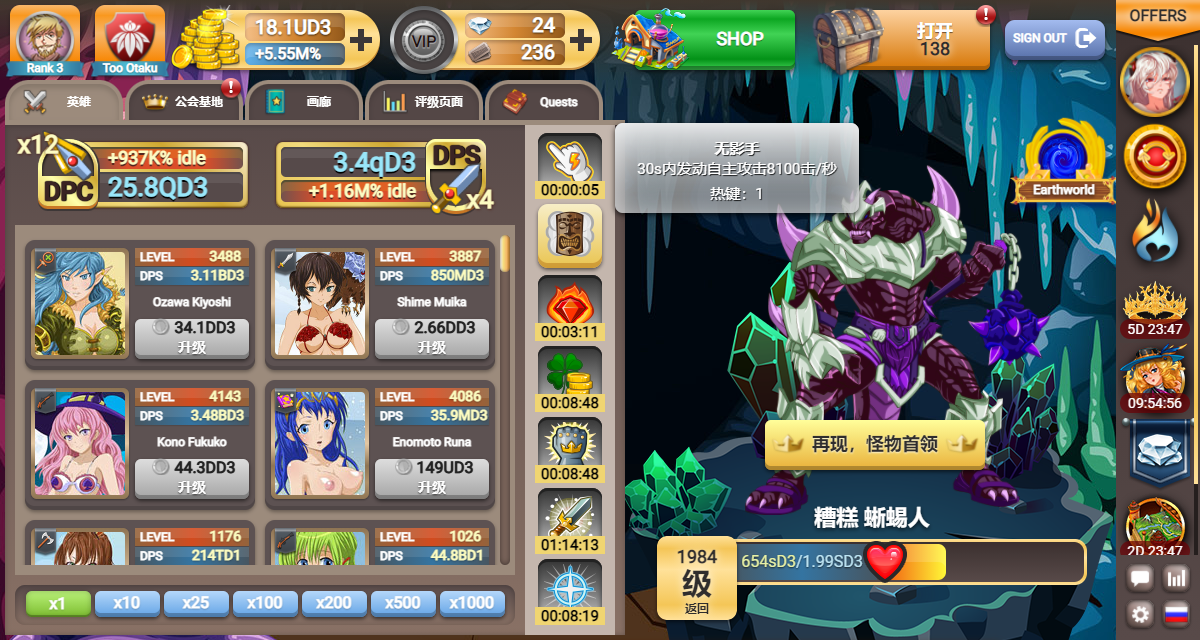 Rank 3
Too Otaku
18.1UD3
+5.55%
VIP
24
236
SHOP
打开
138
SIGN OUT
OFFERS
英雄
公会基地
画廊
评级页面
Quests
x12
DPC
+937K% idle
25.8QD3
3.4qD3
+1.16M% idle
DPS
x4
LEVEL 3488
DPS 3.11BD3
Ozawa Kiyoshi
34.1DD3
升级
LEVEL 3887
DPS 850MD3
Shime Muika
2.66DD3
升级
LEVEL 4143
DPS 3.48BD3
Kono Fukuko
44.3DD3
升级
LEVEL 4086
DPS 35.9MD3
Enomoto Runa
149UD3
升级
LEVEL 1176
DPS 214TD1
LEVEL 1026
DPS 44.8BD1
x1
x10
x25
x100
x200
x500
x1000
00:00:05
00:03:11
00:08:48
00:08:48
01:14:13
00:08:19
无影手
30s内发动自主攻击8100击/秒
热键：1
Earthworld
再现，怪物首领
糟糕 蜥蜴人
1984
级
返回
654sD3/1.99SD3
5D 23:47
09:54:56
2D 23:47